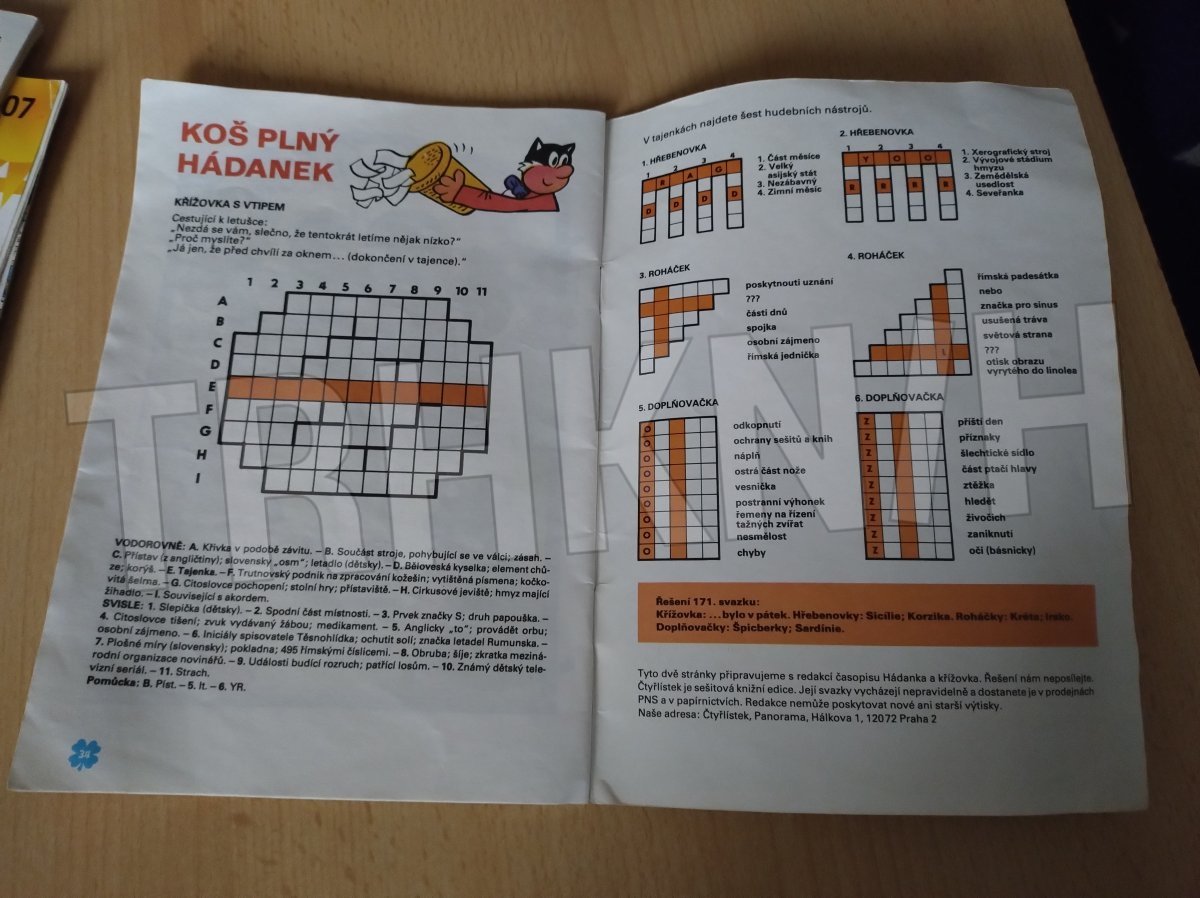 07
KOŠ PLNÝ
HÁDANEK
KŘÍŽOVKA S VTIPEM
Cestující k letušce:
„Nezdá se vám, slečno, že tentokrát letíme nějak nízko?“
„Proč myslíte?“
„Já jen, že před chvílí za oknem... (dokončení v tajence).“
1 2 3 4 5 6 7 8 9 10 11
A
B
C
D
E
F
G
H
I
VODOROVNĚ: A. Křivka v podobě závitu. – B. Součást stroje, pohybující se ve válci; zásah. –
C. Přístav (z angličtiny); slovensky „osm“; letadlo (dětsky). – D. Běloveská kyselka; element chů-
ze; korýš. – E. Tajenka. – F. Trutnovský podnik na zpracování kožešin; vytištěná písmena; kočko-
vitá šelma. – G. Citoslovce pochopení; stolní hry; přístaviště. – H. Cirkusové jeviště; hmyz mající
žihadlo. – I. Související s akordem.
SVISLE: 1. Slepička (dětsky). – 2. Spodní část místnosti. – 3. Prvek značky S; druh papouška. –
4. Citoslovce tišení; zvuk vydávaný žábou; medikament. – 5. Anglicky „to“; provádět orbu;
osobní zájmeno. – 6. Iniciály spisovatele Těsnohlídka; ochutit solí; značka letadel Rumunska. –
7. Plošné míry (slovensky); pokladna; 495 římskými číslicemi. – 8. Obruba; šíje; zkratka meziná-
rodní organizace novinářů. – 9. Události budící rozruch; patřící losům. – 10. Známý dětský tele-
vizní seriál. – 11. Strach.
Pomůcka: B. Píst. – 5. It. – 6. YR.
34
V tajenkách najdete šest hudebních nástrojů.
1. HŘEBENOVKA
1 2 3 4
R A G
D D D D
1. Část měsíce
2. Velký
asijský stát
3. Nezábavný
4. Zimní měsíc
2. HŘEBENOVKA
1 2 3 4
Y O O
R R R R
1. Xerografický stroj
2. Vývojové stádium
hmyzu
3. Zemědělská
usedlost
4. Seveřanka
3. ROHÁČEK
poskytnouti uznání
???
části dnů
spojka
osobní zájmeno
římská jednička
4. ROHÁČEK
L
římská padesátka
nebo
značka pro sinus
usušená tráva
světová strana
???
otisk obrazu
vyrytého do linolea
5. DOPLŇOVAČKA
O
O
O
O
O
O
O
O
O
odkopnutí
ochrany sešitů a knih
náplň
ostrá část nože
vesnička
postranní výhonek
řemeny na řízení
tažných zvířat
nesmělost
chyby
6. DOPLŇOVAČKA
Z
Z
Z
Z
Z
Z
Z
Z
Z
příští den
příznaky
šlechtické sídlo
část ptačí hlavy
ztěžka
hledět
živočich
zaniknutí
oči (básnicky)
Řešení 171. svazku:
Křížovka: ...bylo v pátek. Hřebenovky: Sicílie; Korzika. Roháčky: Kréta; Irsko.
Doplňovačky: Špicberky; Sardinie.
Tyto dvě stránky připravujeme s redakcí časopisu Hádanka a křížovka. Řešení nám neposílejte.
Čtyřlístek je sešitová knižní edice. Její svazky vycházejí nepravidelně a dostanete je v prodejnách
PNS a v papírnictvích. Redakce nemůže poskytovat nové ani starší výtisky.
Naše adresa: Čtyřlístek, Panorama, Hálkova 1, 12072 Praha 2
TRHKNIH